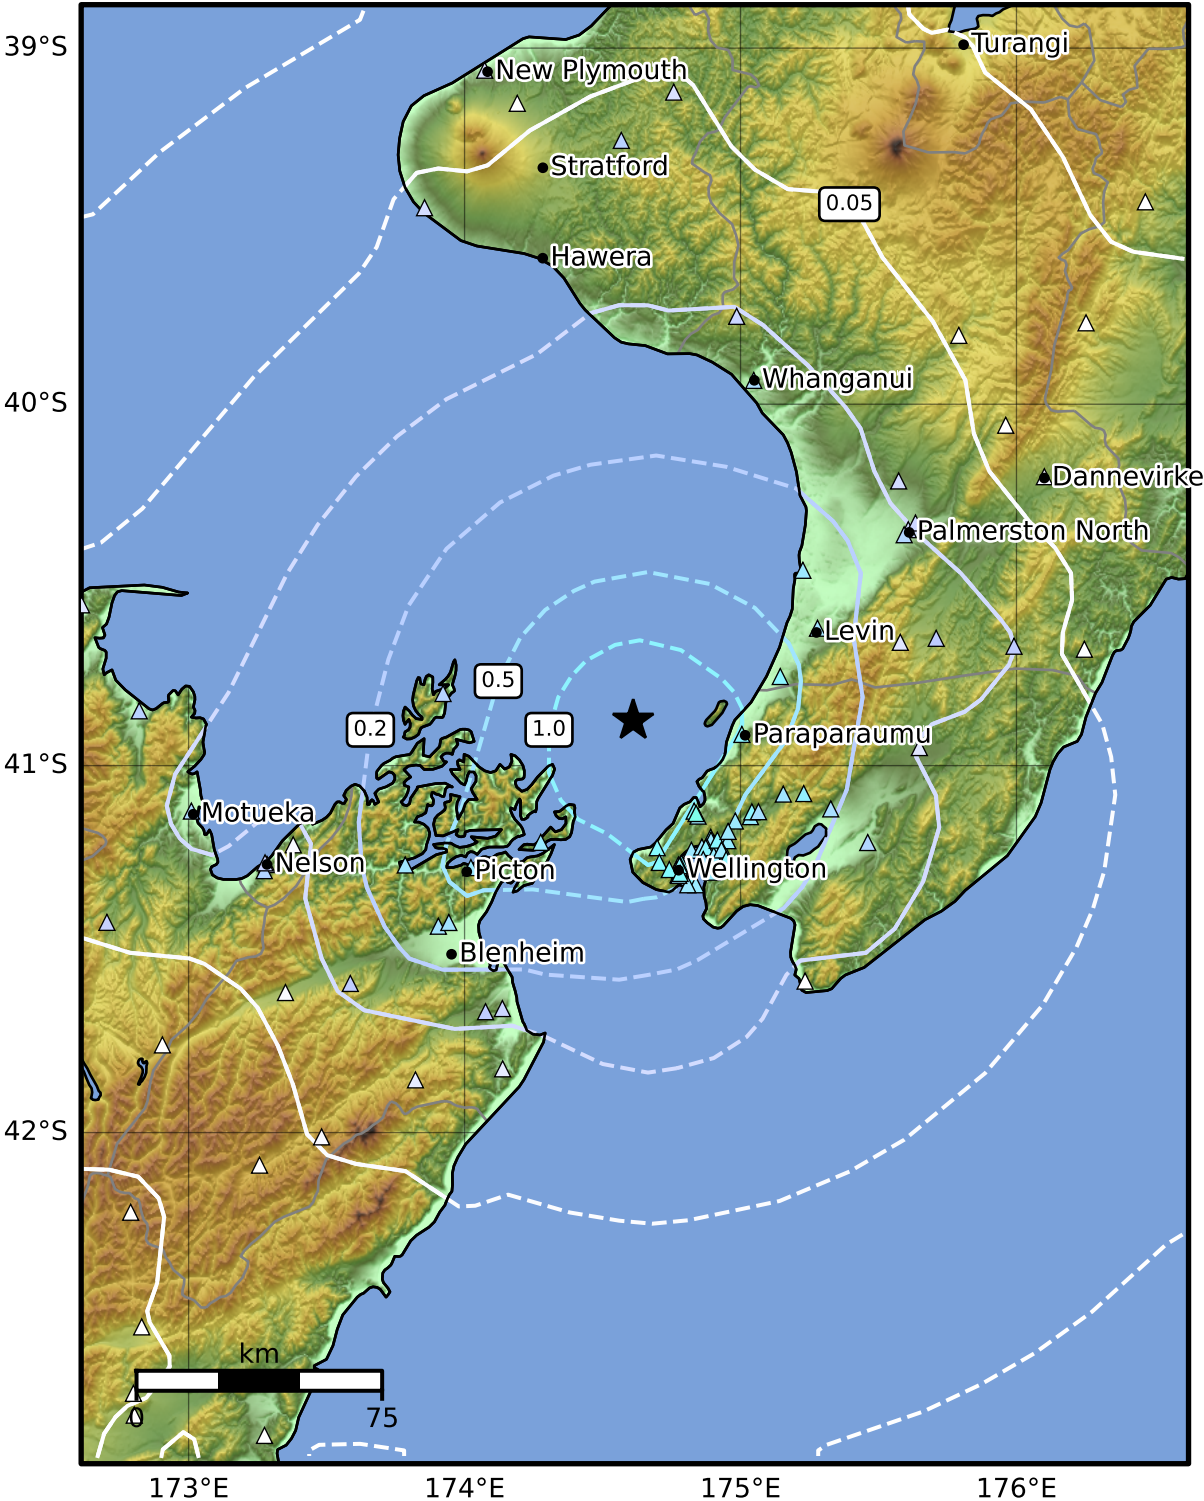 39°S
Turangi
New Plymouth
Stratford
0.05
Hawera
Whanganui
40°S
Dannevirke
Palmerston North
Levin
0.5
0.2
1.0
Paraparaumu
41°S
Motueka
Nelson
Picton
Wellington
Blenheim
42°S
km
0
75
173°E
174°E
175°E
176°E